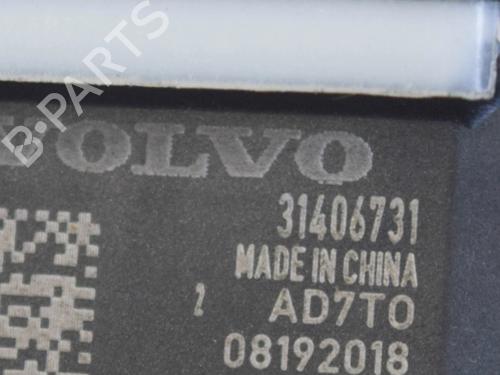 B-PARTS
VOLVO
31406731
MADE IN CHINA
2 AD7TO
08192018